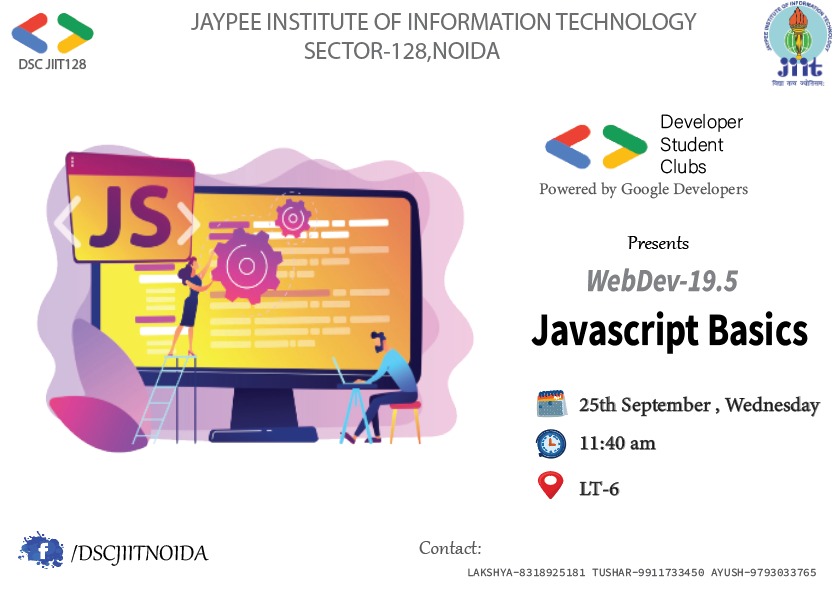 JAYPEE INSTITUTE OF INFORMATION TECHNOLOGY
SECTOR-128,NOIDA
DSC JIIT128
JAYPEE INSTITUTE OF INFORMATION TECHNOLOGY
jiit
विद्या तत्व ज्योतिसमः
Developer
Student
Clubs
Powered by Google Developers
JS
Presents
WebDev-19.5
Javascript Basics
25th September , Wednesday
11:40 am
LT-6
f /DSCJIITNOIDA
Contact:
LAKSHYA-8318925181 TUSHAR-9911733450 AYUSH-9793033765